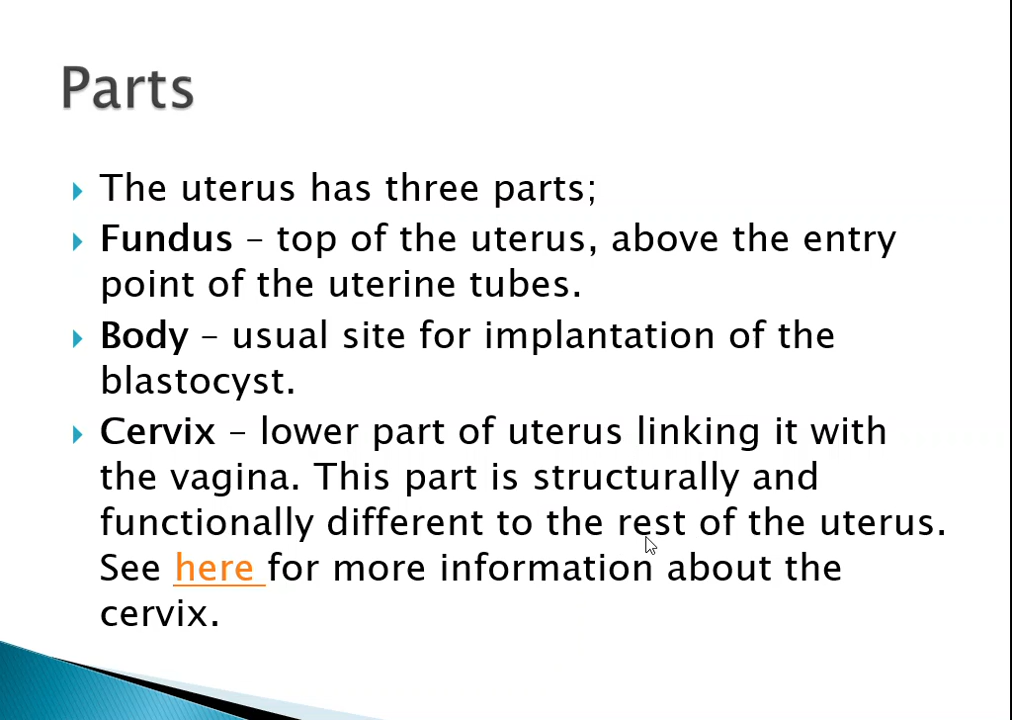 Parts
The uterus has three parts;
Fundus – top of the uterus, above the entry
point of the uterine tubes.
Body – usual site for implantation of the
blastocyst.
Cervix – lower part of uterus linking it with
the vagina. This part is structurally and
functionally different to the rest of the uterus.
See here for more information about the
cervix.